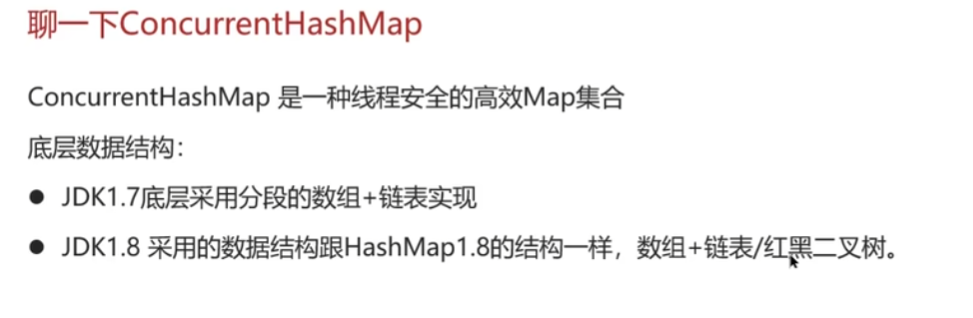 聊一下ConcurrentHashMap
ConcurrentHashMap 是一种线程安全的高效Map集合
底层数据结构：
● JDK1.7底层采用分段的数组+链表实现
● JDK1.8 采用的数据结构跟HashMap1.8的结构一样，数组+链表/红黑二叉树。